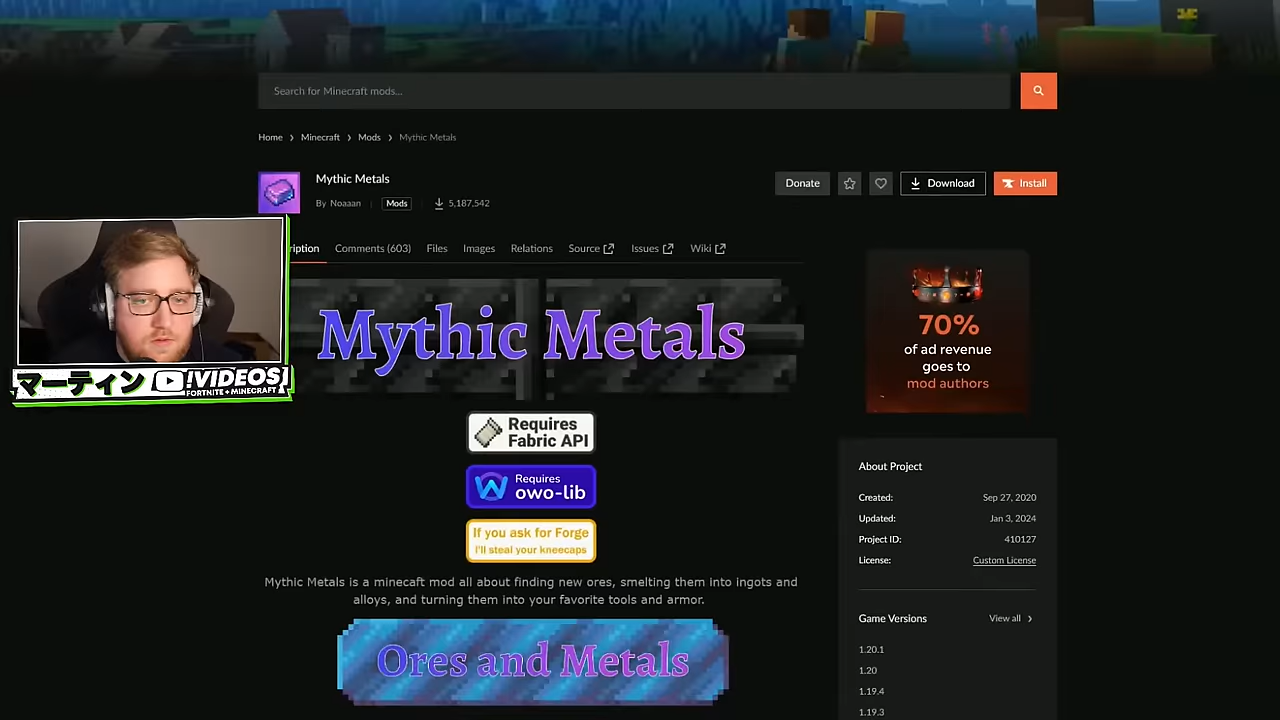 Search for Minecraft mods...
Home > Minecraft > Mods > Mythic Metals
Mythic Metals
By Noaaan | Mods | 5,187,542
Donate
Download
Install
ription
Comments (603)
Files
Images
Relations
Source
Issues
Wiki
Mythic Metals
マーティン
!VIDEOS
FORTNITE + MINECRAFT
Requires
Fabric API
Requires
owo-lib
If you ask for Forge
I'll steal your kneecaps
Mythic Metals is a minecaft mod all about finding new ores, smelting them into ingots and
alloys, and turning them into your favorite tools and armor.
Ores and Metals
70%
of ad revenue
goes to
mod authors
About Project
Created: Sep 27, 2020
Updated: Jan 3, 2024
Project ID: 410127
License: Custom License
Game Versions View all >
1.20.1
1.20
1.19.4
1.19.3